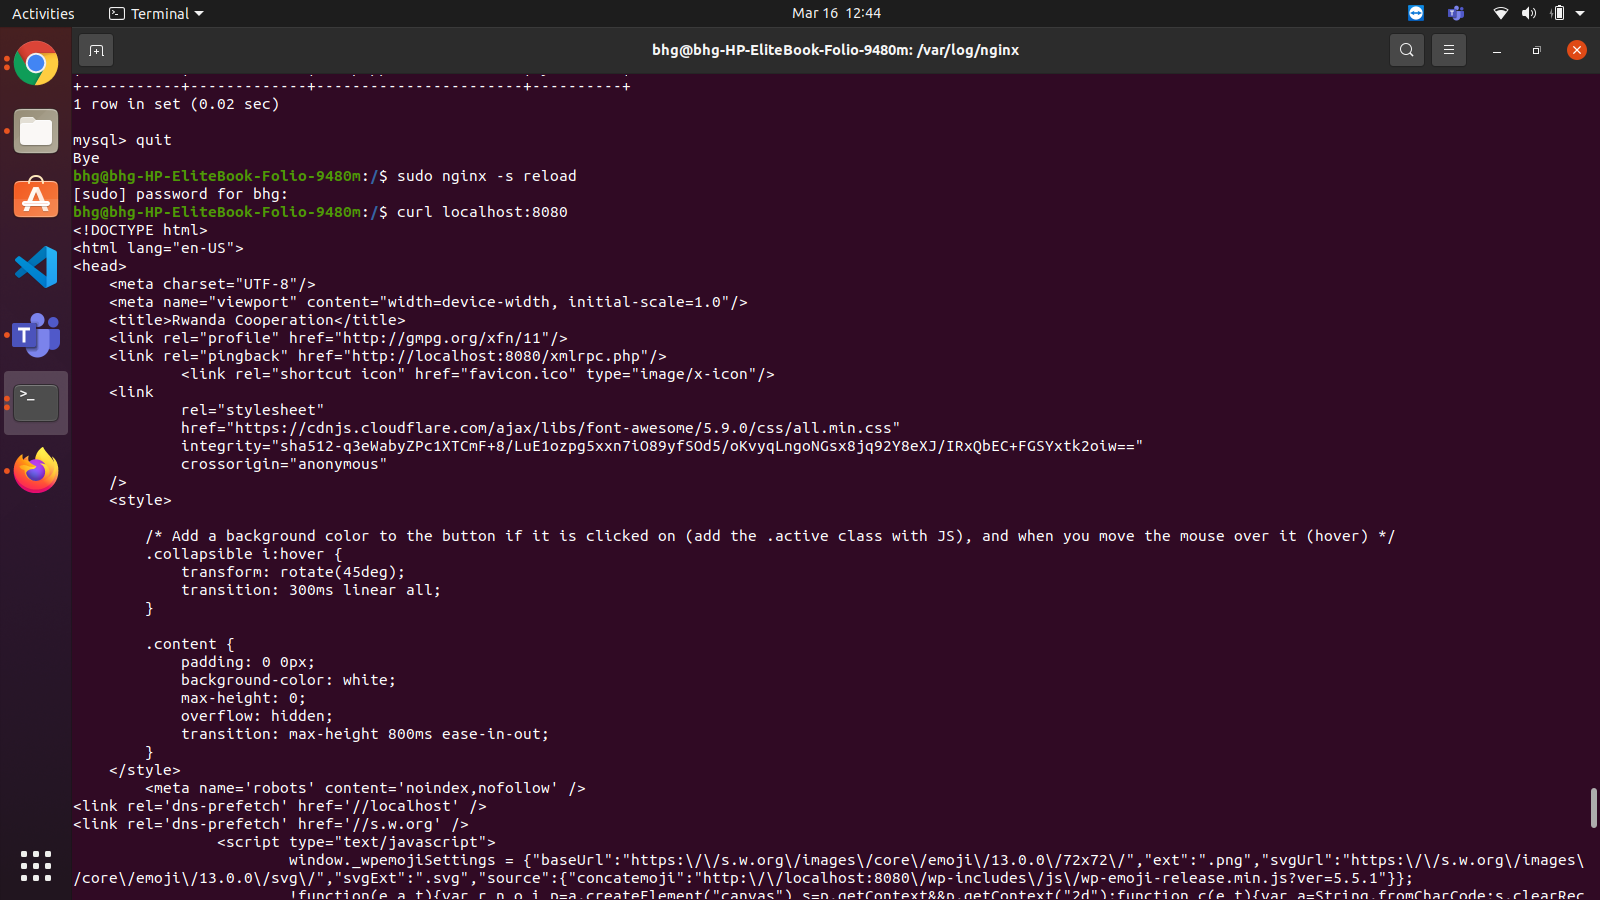 Activities
Terminal
Mar 16 12:44
bhg@bhg-HP-EliteBook-Folio-9480m: /var/log/nginx
+-----------+-------------+-----------------------+----------+
1 row in set (0.02 sec)
mysql> quit
Bye
bhg@bhg-HP-EliteBook-Folio-9480m:/$ sudo nginx -s reload
[sudo] password for bhg:
bhg@bhg-HP-EliteBook-Folio-9480m:/$ curl localhost:8080
<!DOCTYPE html>
<html lang="en-US">
<head>
<meta charset="UTF-8"/>
<meta name="viewport" content="width=device-width, initial-scale=1.0"/>
<title>Rwanda Cooperation</title>
<link rel="profile" href="http://gmpg.org/xfn/11"/>
<link rel="pingback" href="http://localhost:8080/xmlrpc.php"/>
<link rel="shortcut icon" href="favicon.ico" type="image/x-icon"/>
<link
rel="stylesheet"
href="https://cdnjs.cloudflare.com/ajax/libs/font-awesome/5.9.0/css/all.min.css"
integrity="sha512-q3eWabyZPc1XTCmF+8/LuE1ozpg5xxn7iO89yfSOd5/oKvyqLngoNGsx8jq92Y8eXJ/IRxQbEC+FGSYxtk2oiw=="
crossorigin="anonymous"
/>
<style>
/* Add a background color to the button if it is clicked on (add the .active class with JS), and when you move the mouse over it (hover) */
.collapsible i:hover {
transform: rotate(45deg);
transition: 300ms linear all;
}
.content {
padding: 0 0px;
background-color: white;
max-height: 0;
overflow: hidden;
transition: max-height 800ms ease-in-out;
}
</style>
<meta name='robots' content='noindex,nofollow' />
<link rel='dns-prefetch' href='//localhost' />
<link rel='dns-prefetch' href='//s.w.org' />
<script type="text/javascript">
window._wpemojiSettings = {"baseUrl":"https:\/\/s.w.org\/images\/core\/emoji\/13.0.0\/72x72\/","ext":".png","svgUrl":"https:\/\/s.w.org\/images\
/core\/emoji\/13.0.0\/svg\/","svgExt":".svg","source":{"concatemoji":"http:\/\/localhost:8080\/wp-includes\/js\/wp-emoji-release.min.js?ver=5.5.1"}};
!function(e,a,t){var r,n,o,i,p=a.createElement("canvas"),s=p.getContext&&p.getContext("2d");function c(e,t){var a=String.fromCharCode;s.clearRec